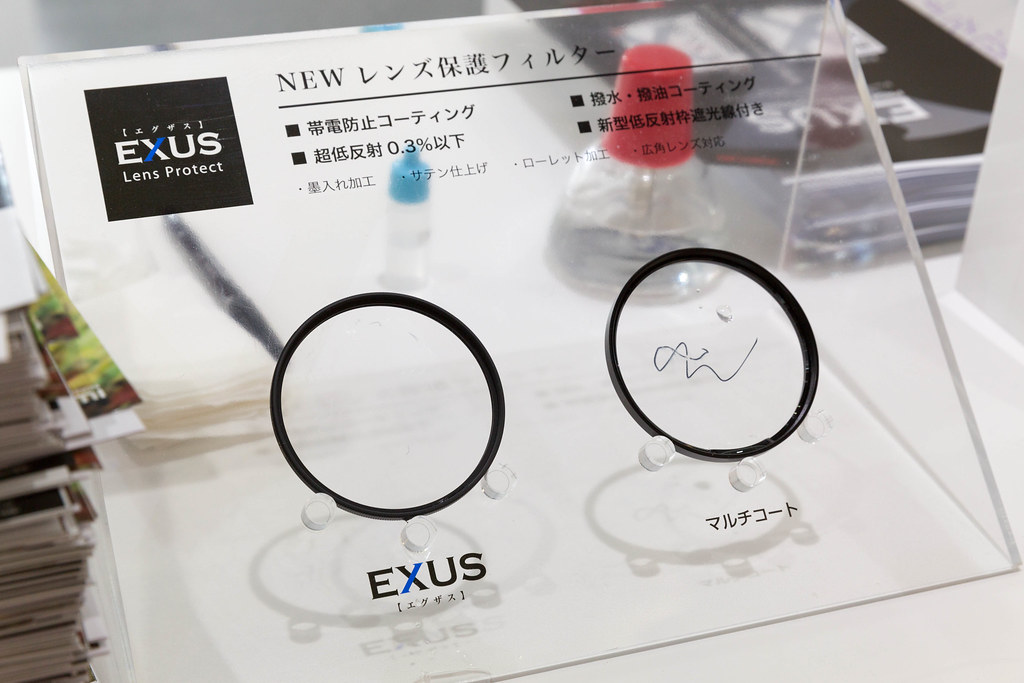 NEW レンズ保護フィルター
【エグザス】
EXUS
Lens Protect
■ 帯電防止コーティング
■ 撥水・撥油コーティング
■ 超低反射 0.3%以下
■ 新型低反射枠遮光線付き
・墨入れ加工 ・サテン仕上げ ・ローレット加工 ・広角レンズ対応
EXUS
【エグザス】
マルチコート
EXUS